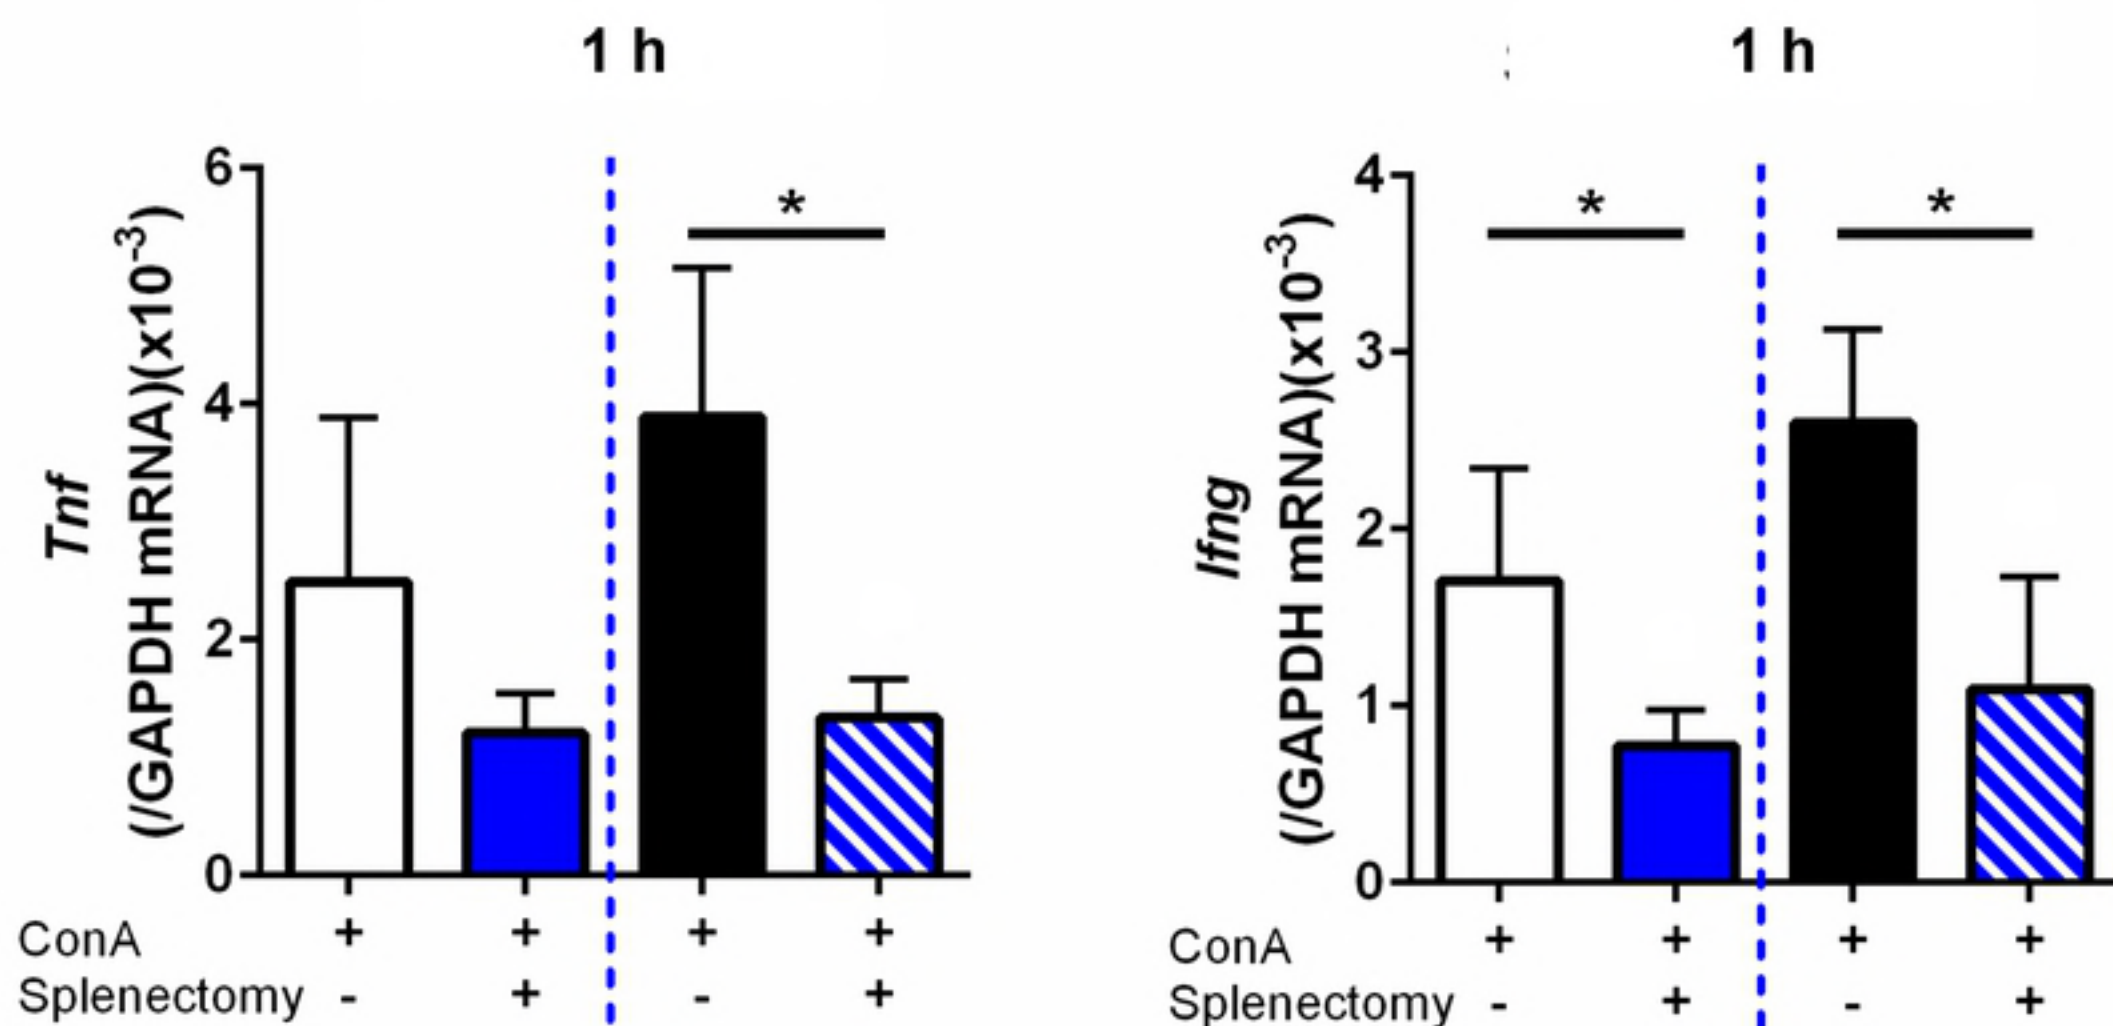 1 h
6
4
2
0
Tnf
(/GAPDH mRNA)(x10-3)
*
ConA + + + +
Splenectomy - + - +
1 h
4
3
2
1
0
Ifng
(/GAPDH mRNA)(x10-3)
* *
ConA + + + +
Splenectomy - + - +